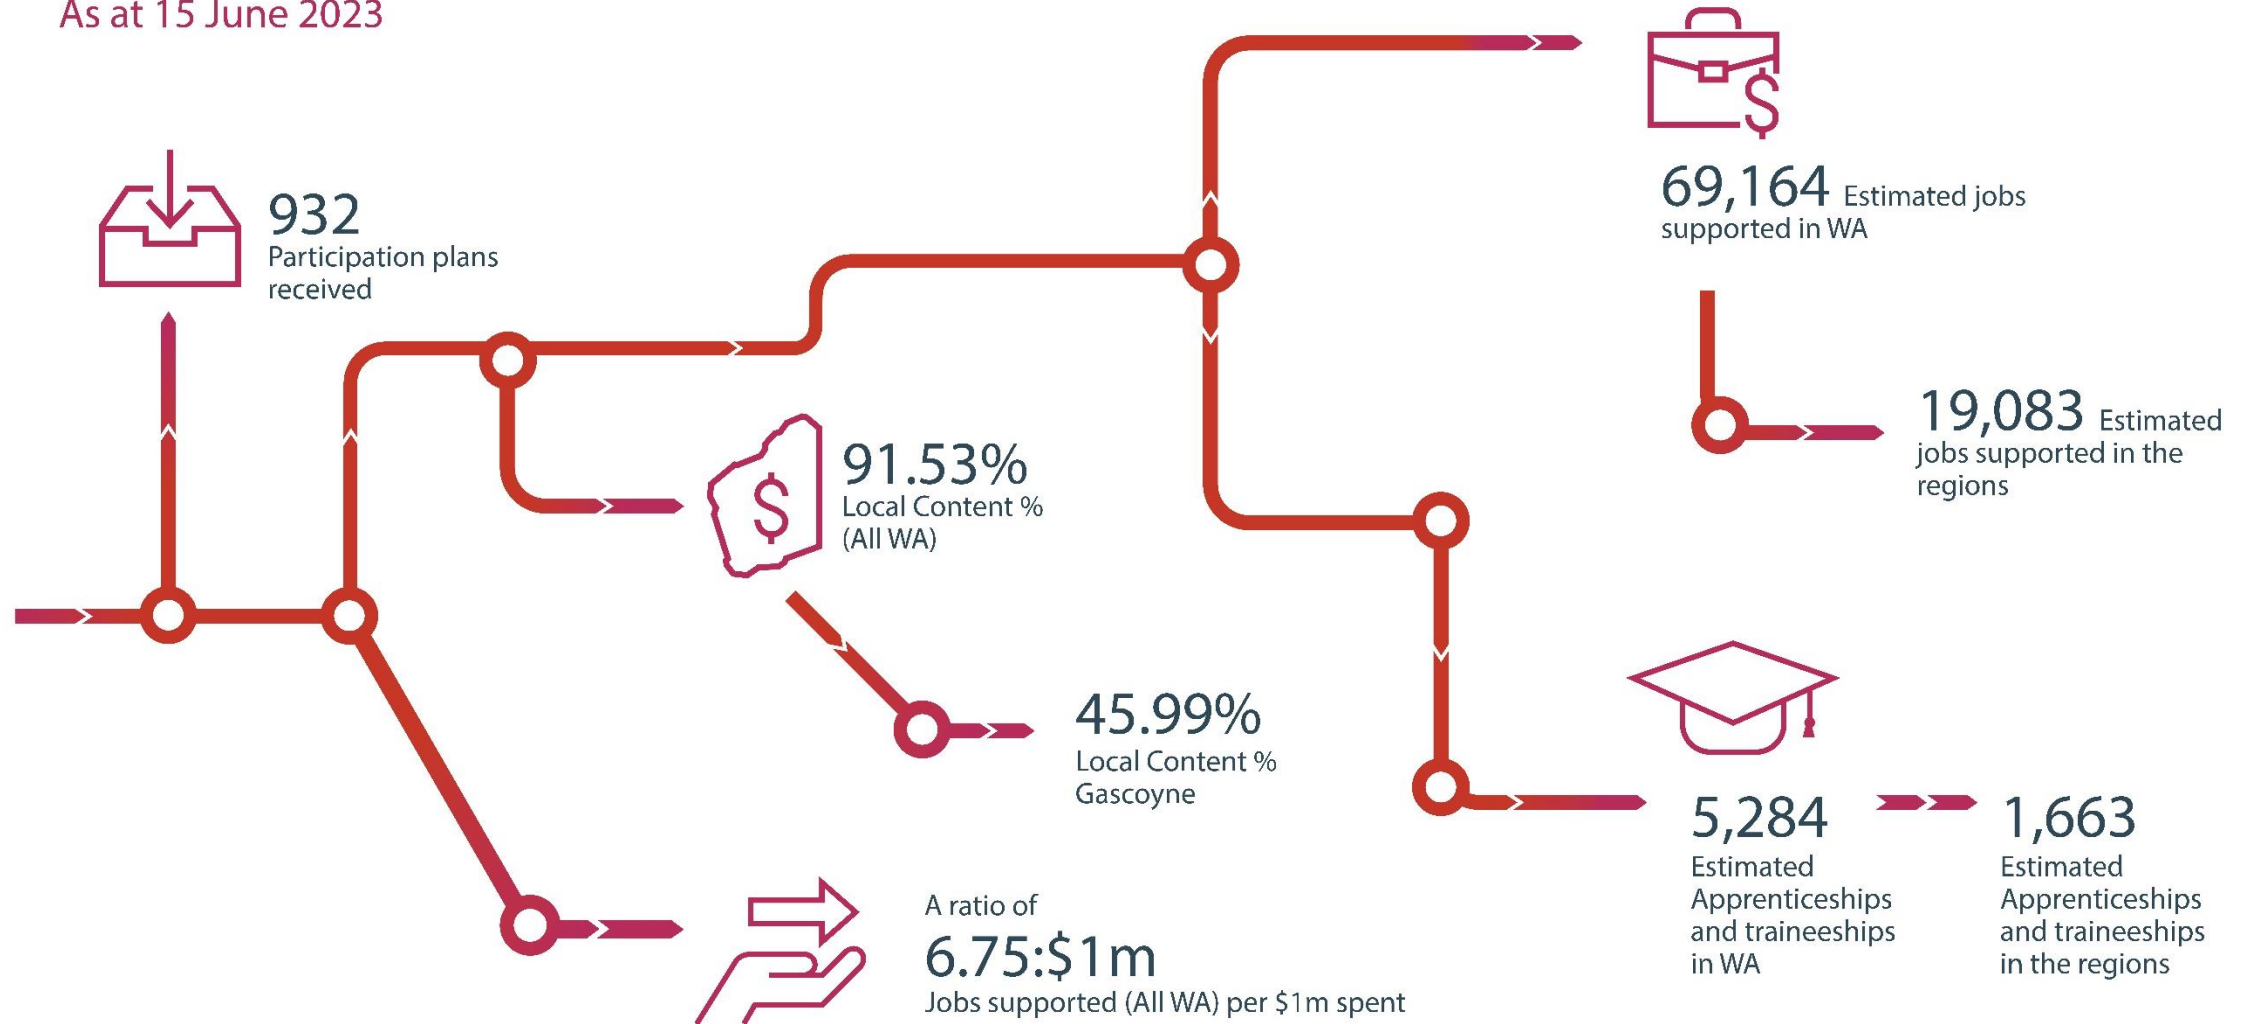 As at 15 June 2023
932
Participation plans
received
91.53%
Local Content %
(All WA)
45.99%
Local Content %
Gascoyne
A ratio of
6.75:$1m
Jobs supported (All WA) per $1m spent
69,164 Estimated jobs
supported in WA
19,083 Estimated
jobs supported in the
regions
5,284
Estimated
Apprenticeships
and traineeships
in WA
1,663
Estimated
Apprenticeships
and traineeships
in the regions